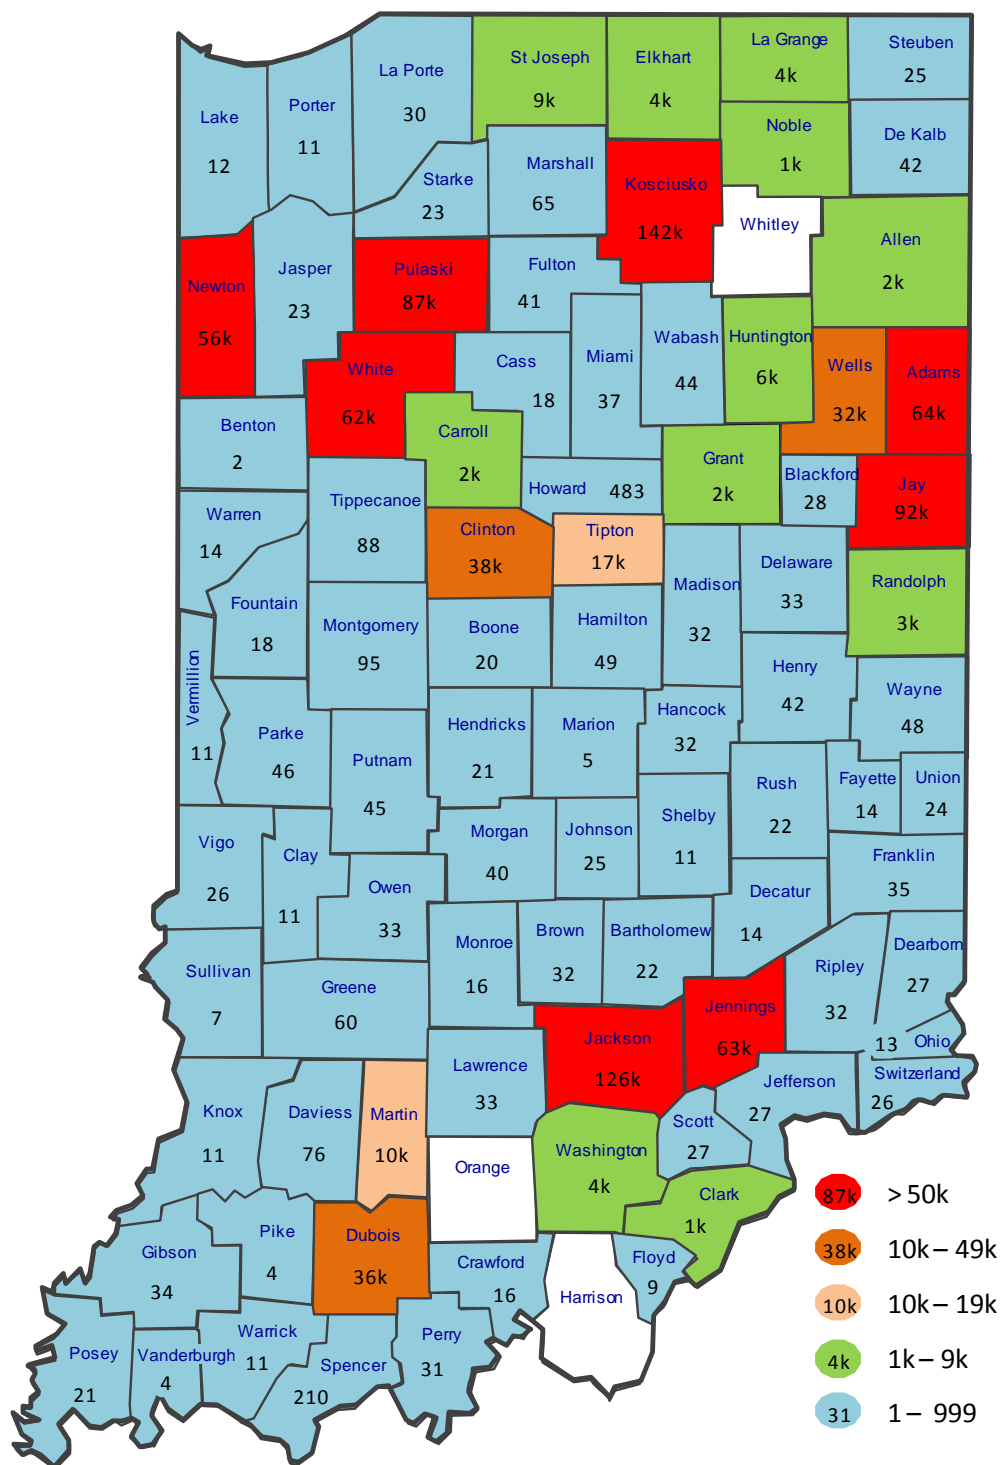 St Joseph
9k
Elkhart
4k
La Grange
4k
Steuben
25
La Porte
30
Lake
12
Porter
11
Noble
1k
De Kalb
42
Starke
23
Marshall
65
Kosciusko
142k
Whitley
Allen
2k
Newton
56k
Jasper
23
Pulaski
87k
Fulton
41
White
62k
Cass
18
Miami
37
Wabash
44
Huntington
6k
Wells
32k
Adams
64k
Benton
2
Carroll
2k
Grant
2k
Blackford
28
Jay
92k
Tippecanoe
88
Howard 483
Warren
14
Clinton
38k
Tipton
17k
Madison
32
Delaware
33
Randolph
3k
Fountain
18
Montgomery
95
Boone
20
Hamilton
49
Henry
42
Wayne
48
Vermillion
11
Parke
46
Putnam
45
Hendricks
21
Marion
5
Hancock
32
Rush
22
Fayette
14
Union
24
Vigo
26
Clay
11
Morgan
40
Johnson
25
Shelby
11
Franklin
35
Owen
33
Decatur
14
Monroe
16
Brown
32
Bartholomew
22
Ripley
32
Dearborn
27
Sullivan
7
Greene
60
Jackson
126k
Jennings
63k
13 Ohio
Lawrence
33
Jefferson
27
Switzerland
26
Knox
11
Daviess
76
Martin
10k
Orange
Washington
4k
Scott
27
Clark
1k
Gibson
34
Pike
4
Dubois
36k
Crawford
16
Harrison
Floyd
9
Posey
21
Vanderburgh
4
Warrick
11
Spencer
210
Perry
31
87k > 50k
38k 10k – 49k
10k 10k – 19k
4k 1k – 9k
31 1 – 999